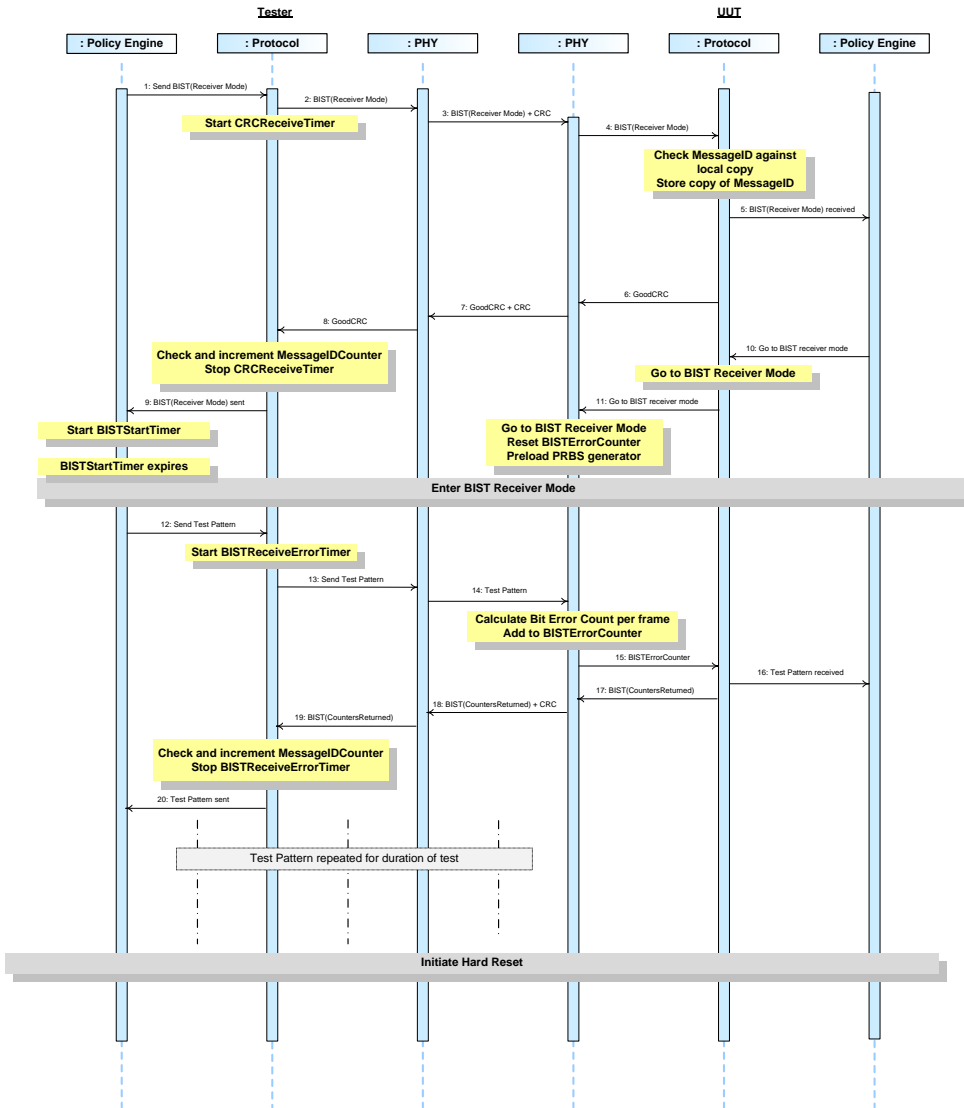 Tester
UUT
: Policy Engine
: Protocol
: PHY
: PHY
: Protocol
: Policy Engine
1: Send BIST(Receiver Mode)
2: BIST(Receiver Mode)
Start CRCReceiveTimer
3: BIST(Receiver Mode) + CRC
4: BIST(Receiver Mode)
Check MessageID against
local copy
Store copy of MessageID
5: BIST(Receiver Mode) received
6: GoodCRC
7: GoodCRC + CRC
8: GoodCRC
Check and increment MessageIDCounter
Stop CRCReceiveTimer
10: Go to BIST receiver mode
Go to BIST Receiver Mode
9: BIST(Receiver Mode) sent
11: Go to BIST receiver mode
Start BISTStartTimer
Go to BIST Receiver Mode
Reset BISTErrorCounter
Preload PRBS generator
BISTStartTimer expires
Enter BIST Receiver Mode
12: Send Test Pattern
Start BISTReceiveErrorTimer
13: Send Test Pattern
14: Test Pattern
Calculate Bit Error Count per frame
Add to BISTErrorCounter
15: BISTErrorCounter
16: Test Pattern received
17: BIST(CountersReturned)
18: BIST(CountsReturned) + CRC
19: BIST(CountersReturned)
Check and increment MessageIDCounter
Stop BISTReceiveErrorTimer
20: Test Pattern sent
Test Pattern repeated for duration of test
Initiate Hard Reset